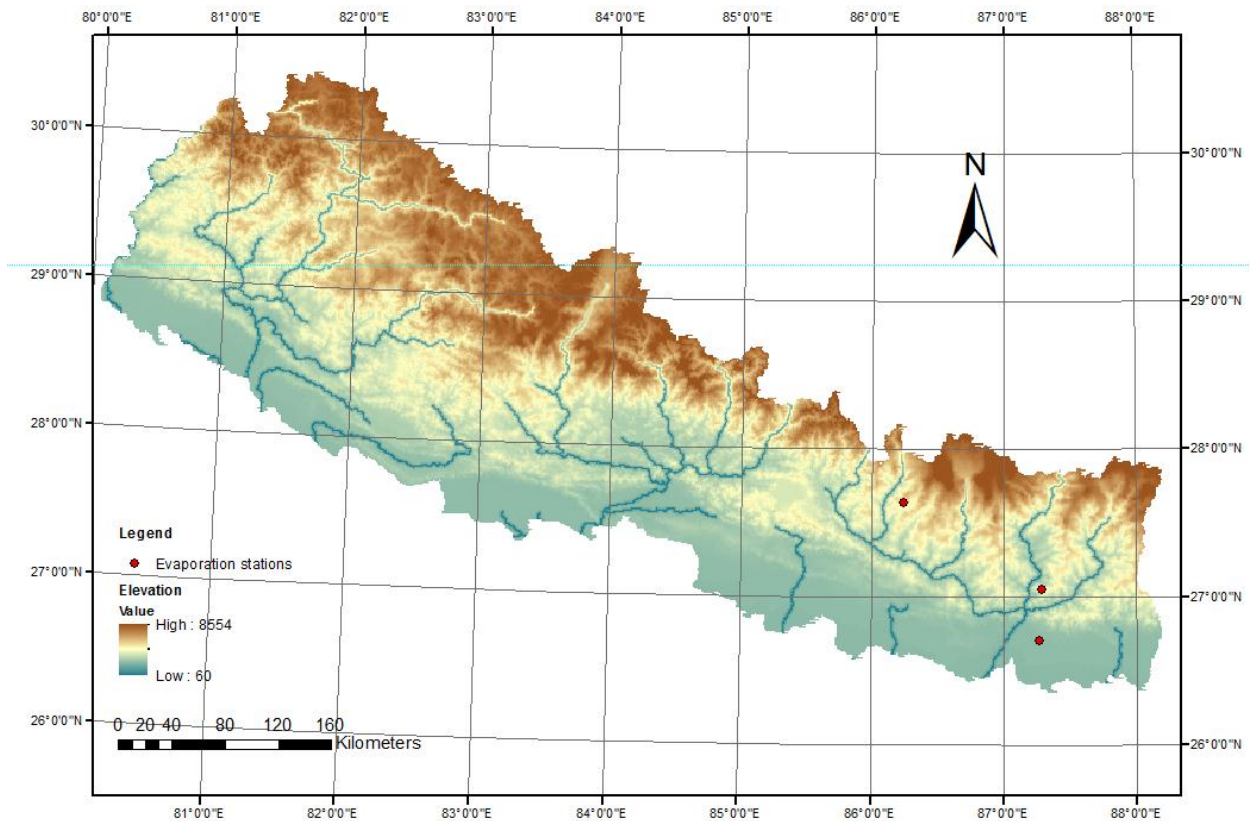 80°0'0"E 81°0'0"E 82°0'0"E 83°0'0"E 84°0'0"E 85°0'0"E 86°0'0"E 87°0'0"E 88°0'0"E
N
30°0'0"N 30°0'0"N
29°0'0"N 29°0'0"N
28°0'0"N 28°0'0"N
Legend
Evaporation stations
27°0'0"N 27°0'0"N
Elevation
Value
High : 8554
Low : 60
26°0'0"N 26°0'0"N
0 20 40 80 120 160
Kilometers
81°0'0"E 82°0'0"E 83°0'0"E 84°0'0"E 85°0'0"E 86°0'0"E 87°0'0"E 88°0'0"E